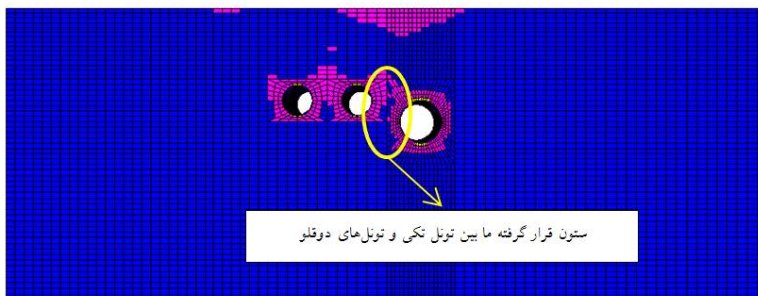 ستون قرار گرفته ما بین تونل تکی و تونل‌های دوقلو